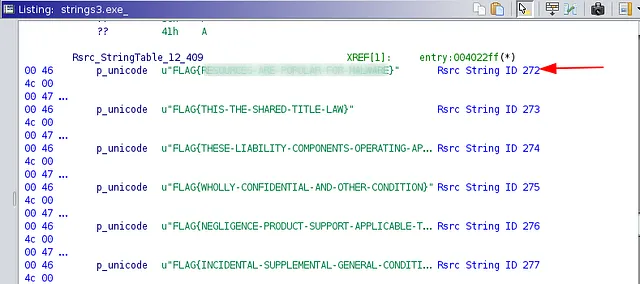 Listing: strings3.exe_
?? 41h A
Rsrc_StringTable_12_409 XREF[1]: entry:004022ff(*)
00 46 p_unicode u"FLAG{ }" Rsrc String ID 272
4c 00
00 47 ...
00 46 p_unicode u"FLAG{THIS-THE-SHARED-TITLE-LAW}" Rsrc String ID 273
4c 00
00 47 ...
00 46 p_unicode u"FLAG{THESE-LIABILITY-COMPONENTS-OPERATING-AP... Rsrc String ID 274
4c 00
00 47 ...
00 46 p_unicode u"FLAG{WHOLLY-CONFIDENTIAL-AND-OTHER-CONDITION}" Rsrc String ID 275
4c 00
00 47 ...
00 46 p_unicode u"FLAG{NEGLIGENCE-PRODUCT-SUPPORT-APPLICABLE-T... Rsrc String ID 276
4c 00
00 47 ...
00 46 p_unicode u"FLAG{INCIDENTAL-SUPPLEMENTAL-GENERAL-CONDITI... Rsrc String ID 277
4c 00